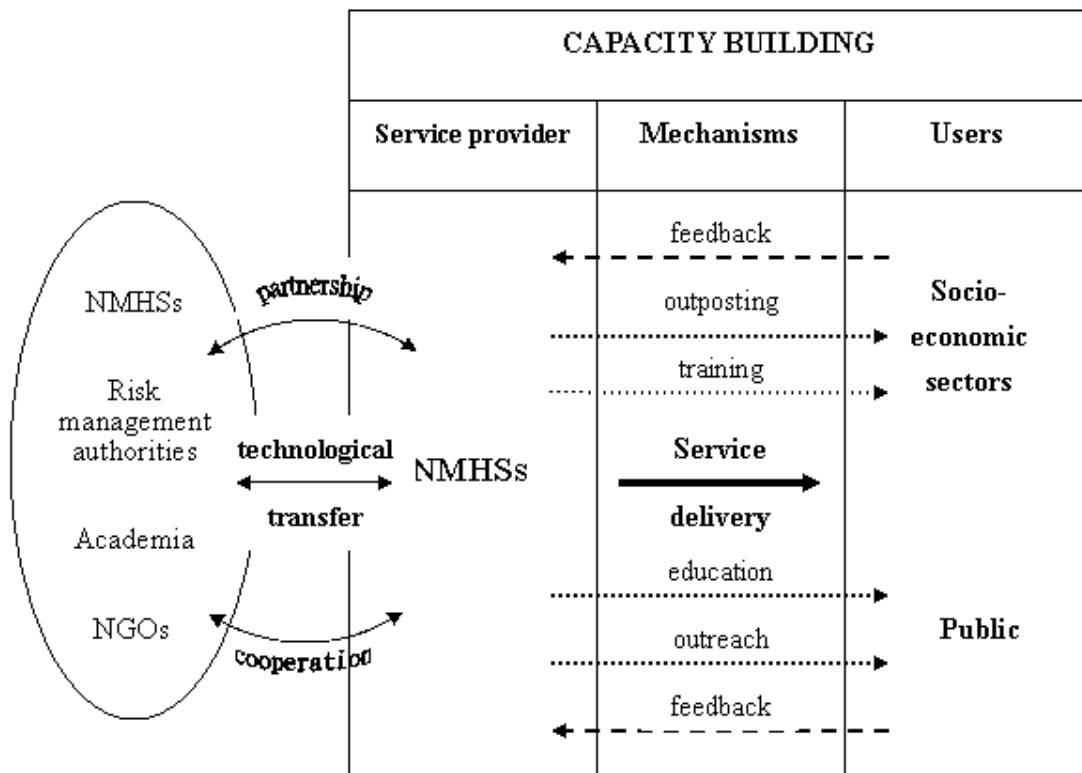 CAPACITY BUILDING
Service provider
Mechanisms
Users
NMHSs
Risk
management
authorities
Academia
NGOs
partnership
technological
transfer
cooperation
NMHSs
feedback
outposting
training
Service
delivery
education
outreach
feedback
Socio-
economic
sectors
Public